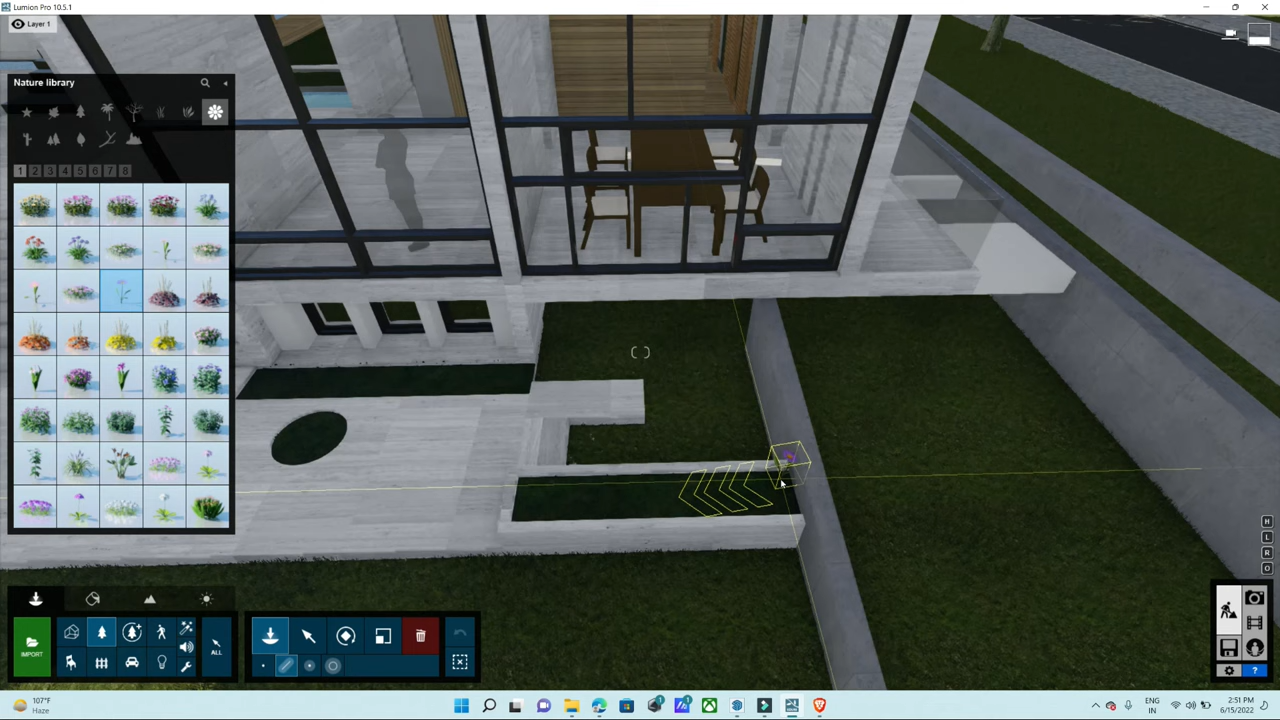 Lumion Pro 10.5.1
Layer 1
Nature library
1 2 3 4 5 6 7 8
H
L
R
O
IMPORT
ALL
?
107°F
Haze
ENG
IN
2:51 PM
6/15/2022